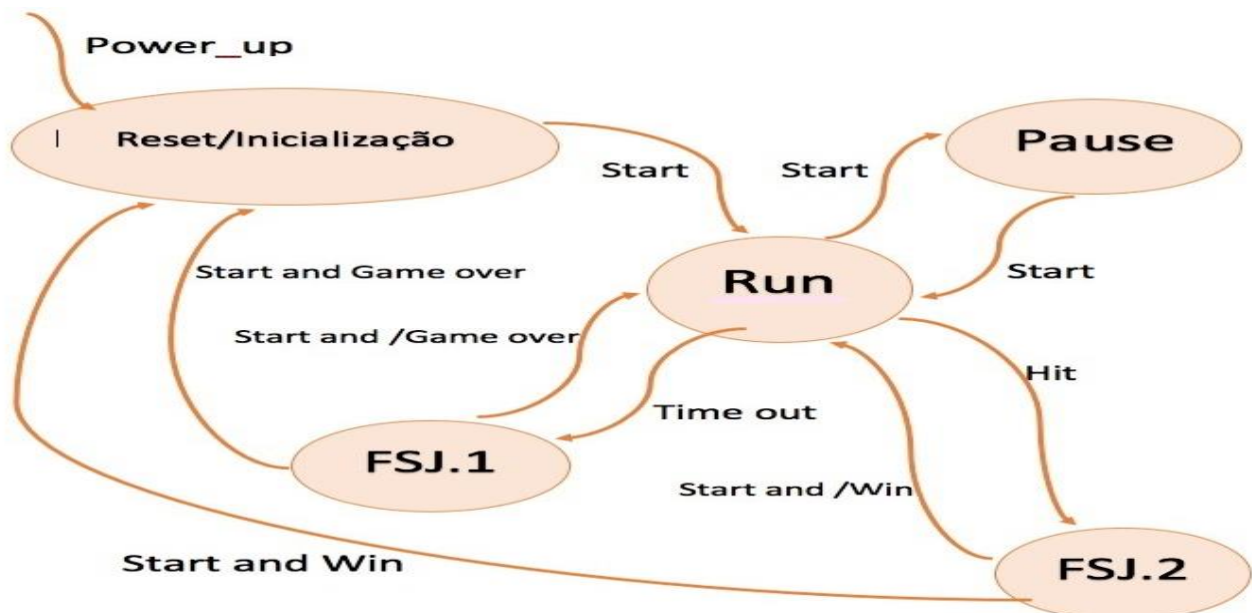 Power_up
Reset/Inicialização
Pause
Start
Start
Start
Run
Start and Game over
Start and /Game over
Hit
Time out
FSJ.1
Start and /Win
Start and Win
FSJ.2